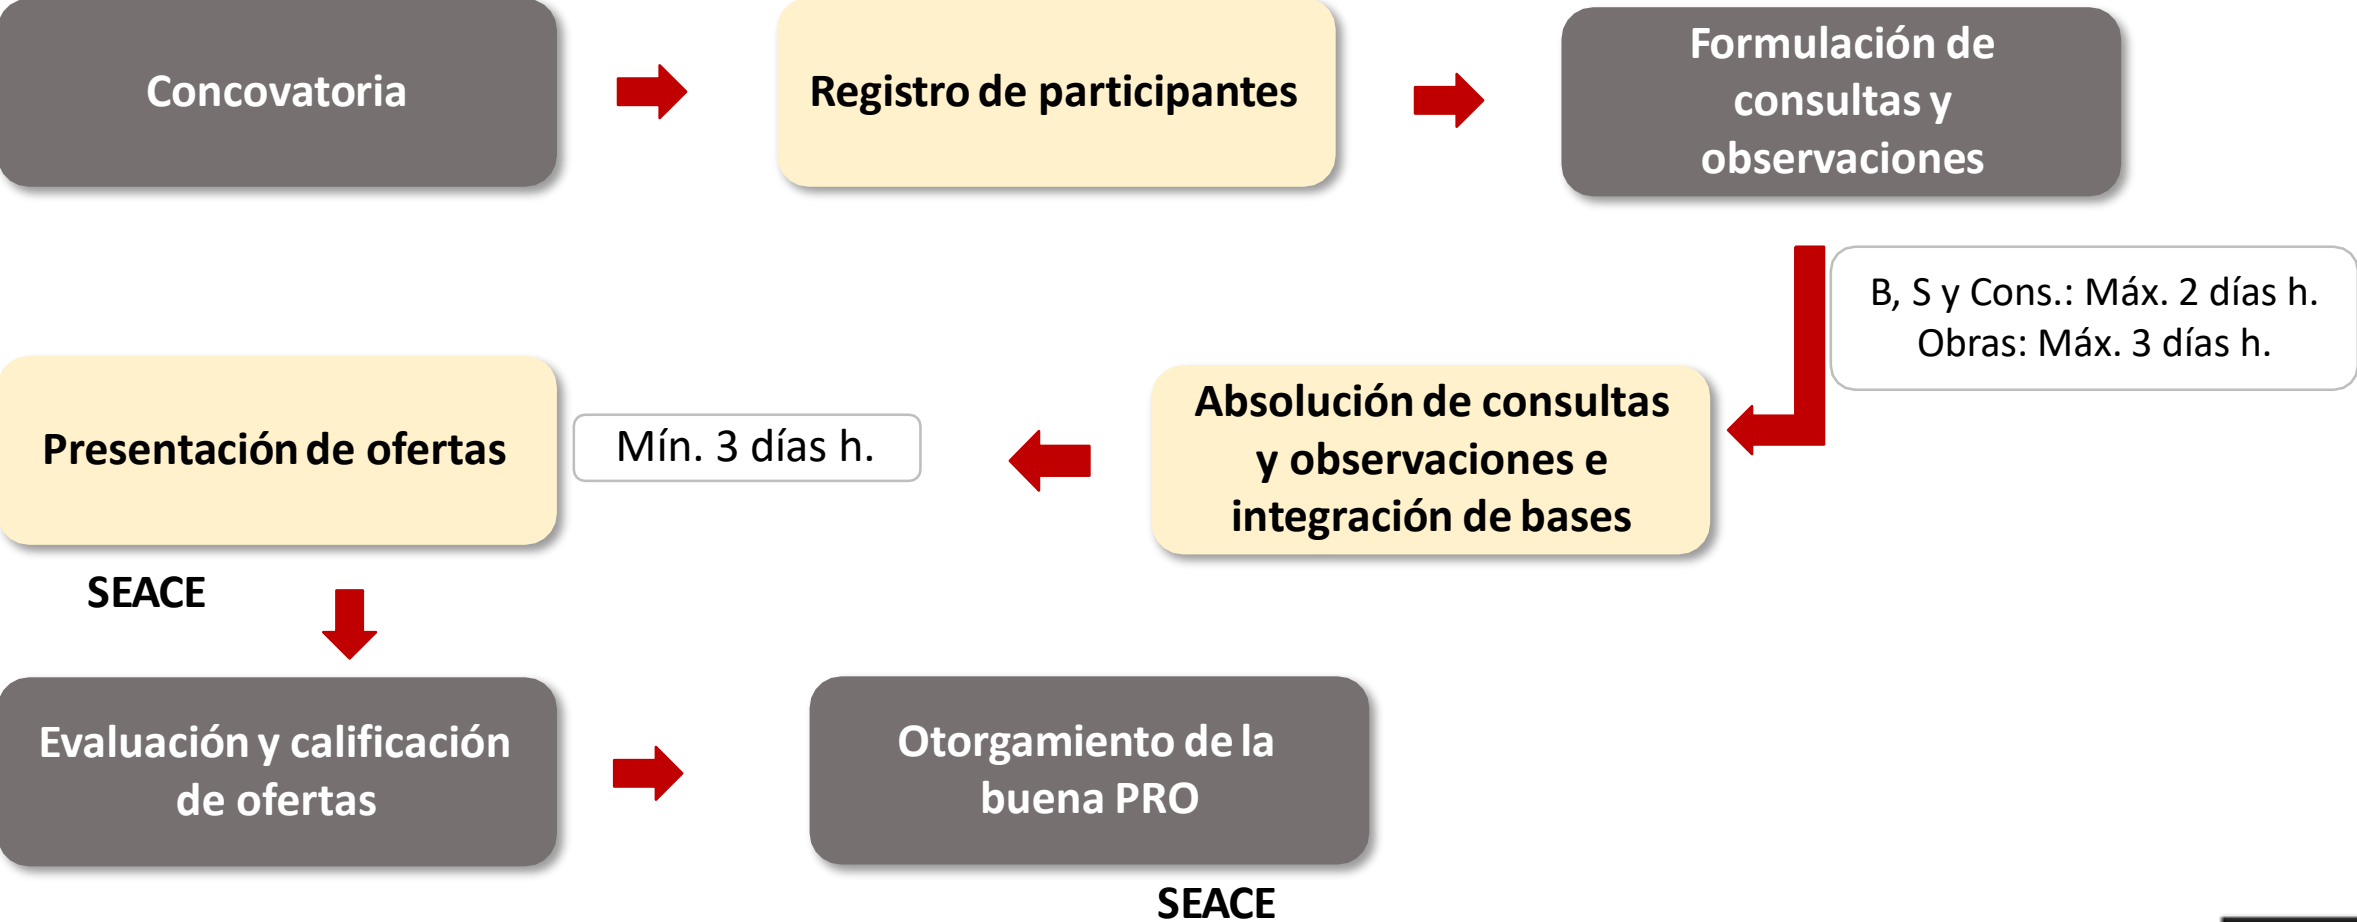 Concovatoria
Registro de participantes
Formulación de
consultas y
observaciones
B, S y Cons.: Máx. 2 días h.
Obras: Máx. 3 días h.
Absolución de consultas
y observaciones e
integración de bases
Mín. 3 días h.
Presentación de ofertas
SEACE
Evaluación y calificación
de ofertas
Otorgamiento de la
buena PRO
SEACE